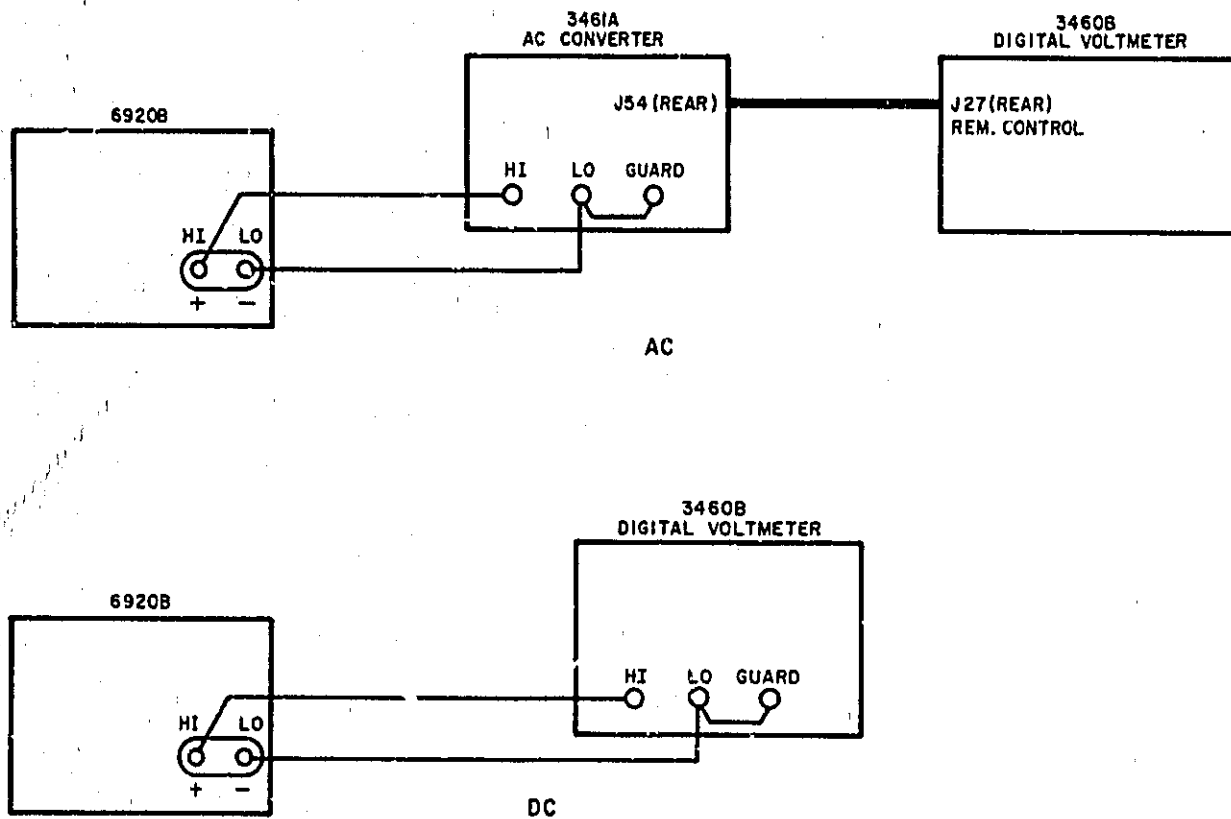 3461A
AC CONVERTER
3460B
DIGITAL VOLTMETER
6920B
J54 (REAR)
J27 (REAR)
REM. CONTROL
HI LO GUARD
HI LO
+ −
AC
3460B
DIGITAL VOLTMETER
6920B
HI LO GUARD
HI LO
+ −
DC